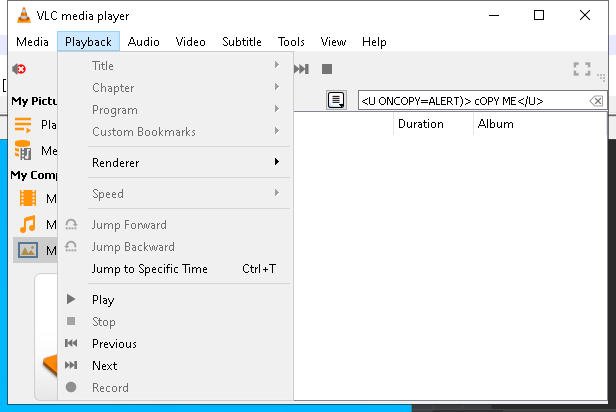 VLC media player
Media Playback Audio Video Subtitle Tools View Help
Title
Chapter
My Pictu
<U ONCOPY=ALERT)> cOPY ME</U>
Program
Pla
Duration Album
Custom Bookmarks
Me
Renderer
My Comp
Speed
M
Jump Forward
M
Jump Backward
M
Jump to Specific Time Ctrl+T
Play
Stop
Previous
Next
Record